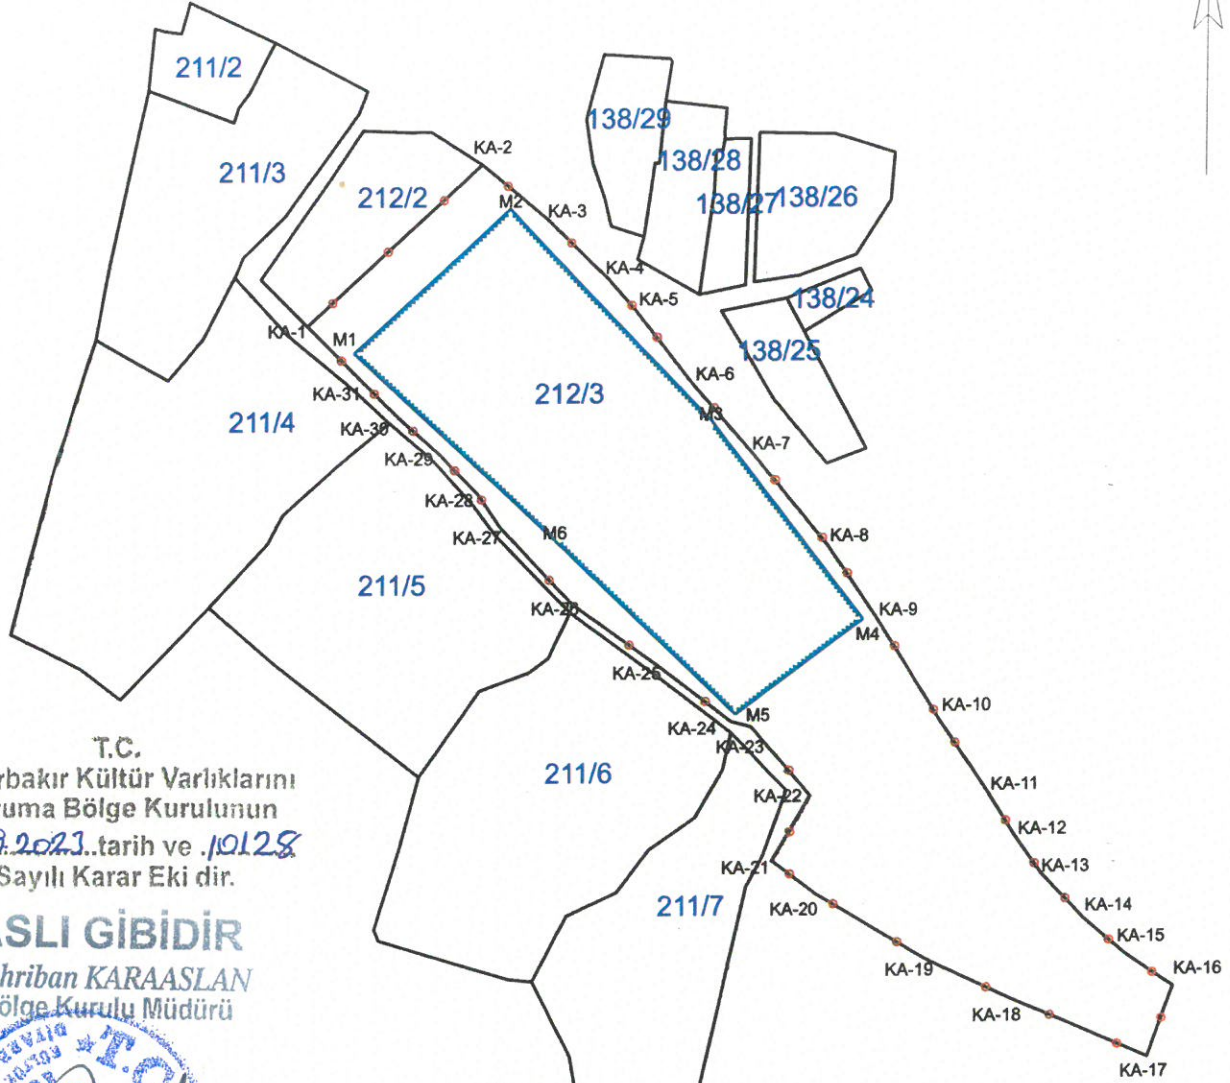 211/2
211/3
212/2
KA-2
M2
KA-3
138/29
138/28
138/27
138/26
KA-4
KA-5
138/24
138/25
KA-1
M1
KA-31
KA-30
KA-29
KA-28
KA-27
211/4
212/3
KA-6
M3
KA-7
KA-8
M6
211/5
KA-26
KA-9
M4
KA-25
KA-10
M5
KA-24
KA-23
211/6
KA-22
KA-11
KA-12
KA-13
KA-21
KA-14
KA-20
211/7
KA-15
KA-16
KA-19
KA-18
KA-17
T.C.
rbakır Kültür Varlıklarını
ruma Bölge Kurulunun
9.2023..tarih ve .10128
Sayılı Karar Eki dir.
ASLI GİBİDİR
hriban KARAASLAN
ölge Kurulu Müdürü
T.C.